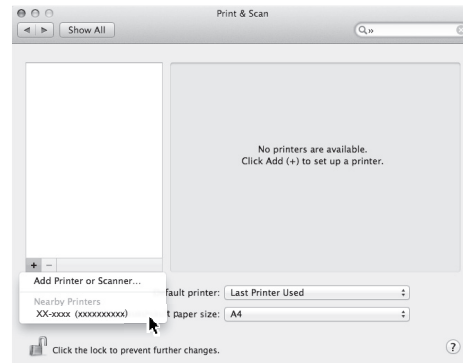 Print & Scan
Show All
Q»
No printers are available.
Click Add (+) to set up a printer.
+ −
Add Printer or Scanner...
Nearby Printers
XX-xxxx (xxxxxxxxxx)
fault printer: Last Printer Used
t paper size: A4
Click the lock to prevent further changes.
?